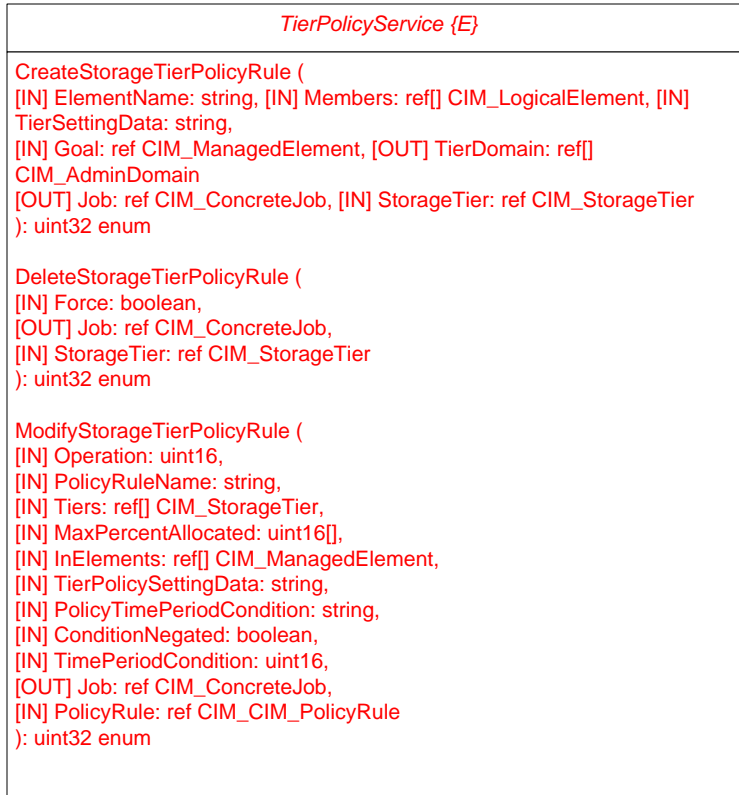 TierPolicyService {E}
CreateStorageTierPolicyRule (
[IN] ElementName: string, [IN] Members: ref[] CIM_LogicalElement, [IN]
TierSettingData: string,
[IN] Goal: ref CIM_ManagedElement, [OUT] TierDomain: ref[]
CIM_AdminDomain
[OUT] Job: ref CIM_ConcreteJob, [IN] StorageTier: ref CIM_StorageTier
): uint32 enum
DeleteStorageTierPolicyRule (
[IN] Force: boolean,
[OUT] Job: ref CIM_ConcreteJob,
[IN] StorageTier: ref CIM_StorageTier
): uint32 enum
ModifyStorageTierPolicyRule (
[IN] Operation: uint16,
[IN] PolicyRuleName: string,
[IN] Tiers: ref[] CIM_StorageTier,
[IN] MaxPercentAllocated: uint16[],
[IN] InElements: ref[] CIM_ManagedElement,
[IN] TierPolicySettingData: string,
[IN] PolicyTimePeriodCondition: string,
[IN] ConditionNegated: boolean,
[IN] TimePeriodCondition: uint16,
[OUT] Job: ref CIM_ConcreteJob,
[IN] PolicyRule: ref CIM_CIM_PolicyRule
): uint32 enum